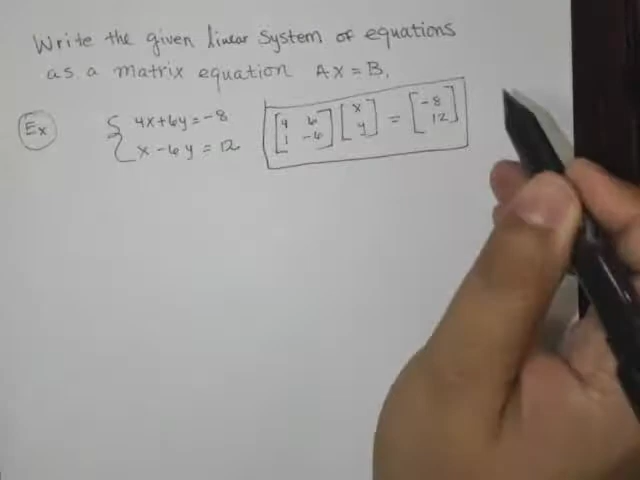 Write the given linear system of equations
as a matrix equation AX = B.
Ex { 4x+6y=-8 [4 6] [x] = [-8]
x-6y=12 [1 -6] [y] [12]